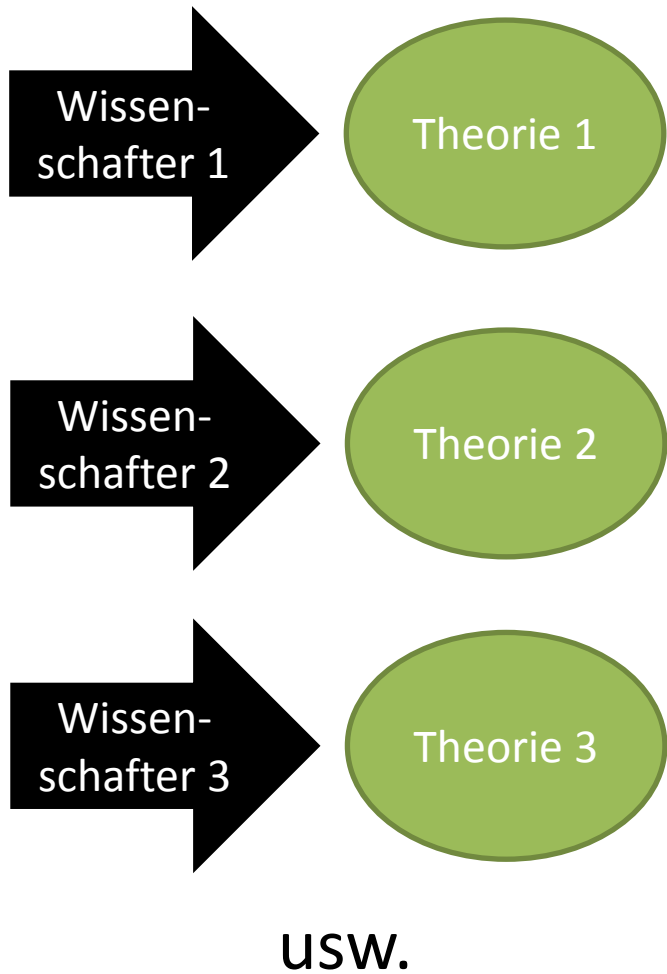 Wissen-
schafter 1
Theorie 1
Wissen-
schafter 2
Theorie 2
Wissen-
schafter 3
Theorie 3
usw.